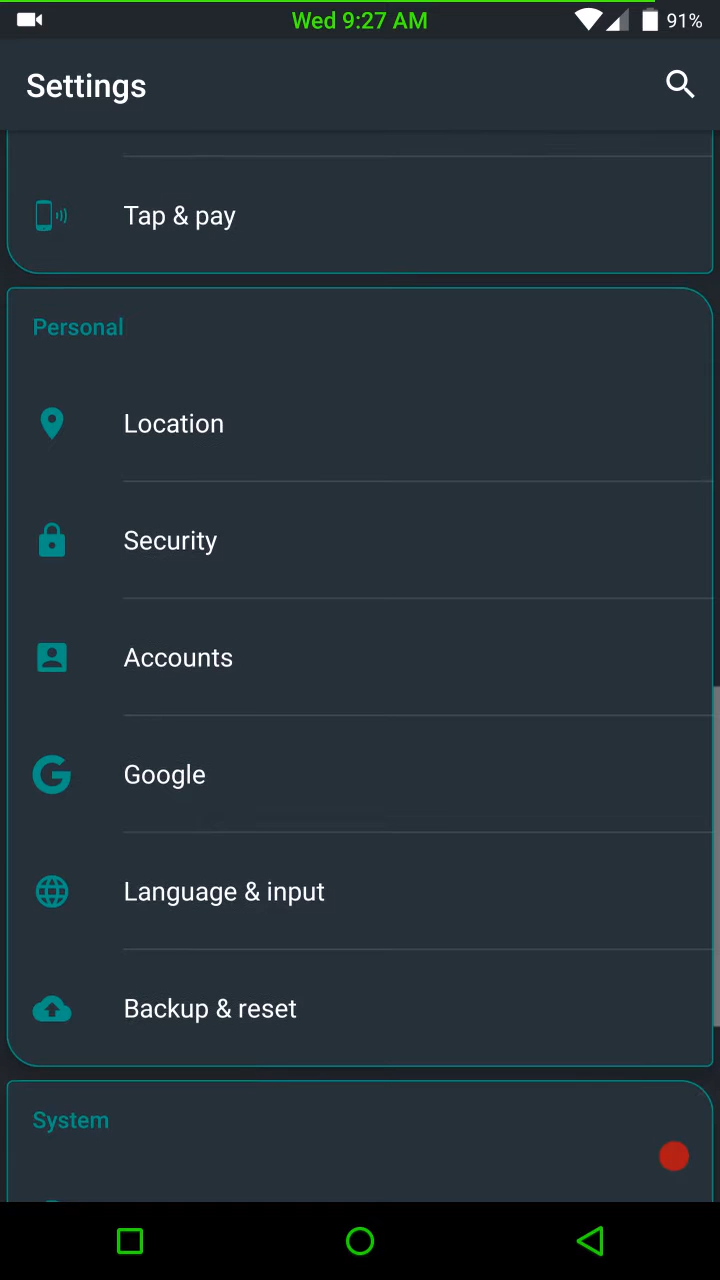 Wed 9:27 AM
91%
Settings
Tap & pay
Personal
Location
Security
Accounts
Google
Language & input
Backup & reset
System